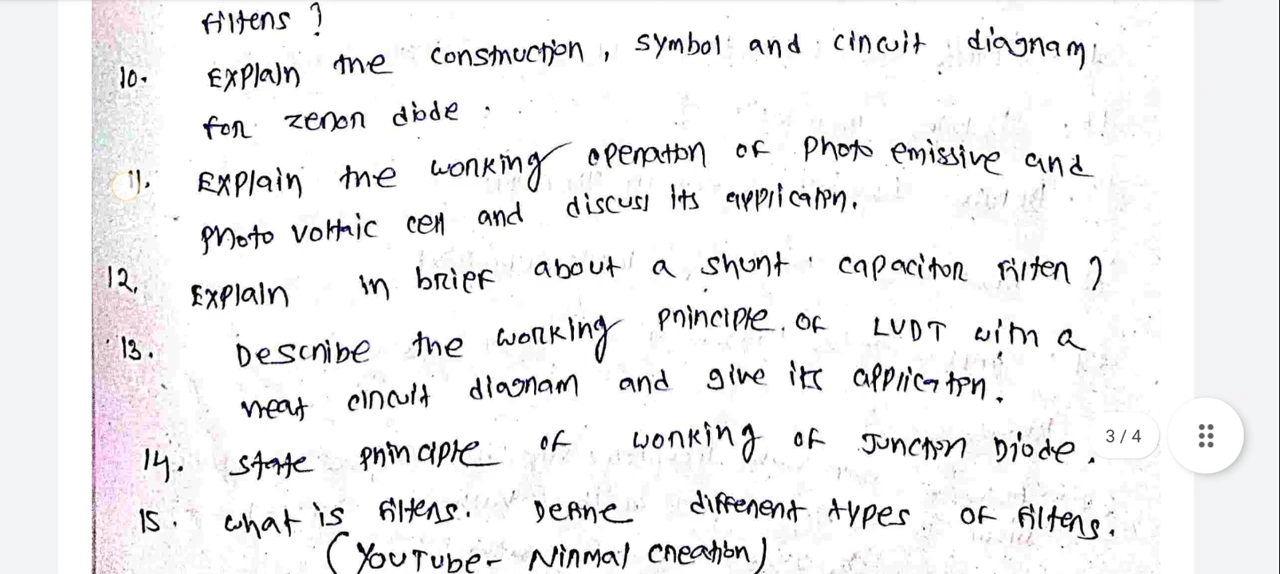 filters ?
10. Explain the construction, symbol and circuit diagram
for zenor diode.
11. Explain the working operation of Photo emissive and
photo voltaic cell and discuss its application.
12. Explain in brief about a shunt capacitor filter ?
13. Describe the working principle of LVDT with a
neat circuit diagram and give its application.
14. state principle of working of Junction Diode.
15. what is filters. Define different types of filters.
(YouTube - Nirmal creation)
3 / 4